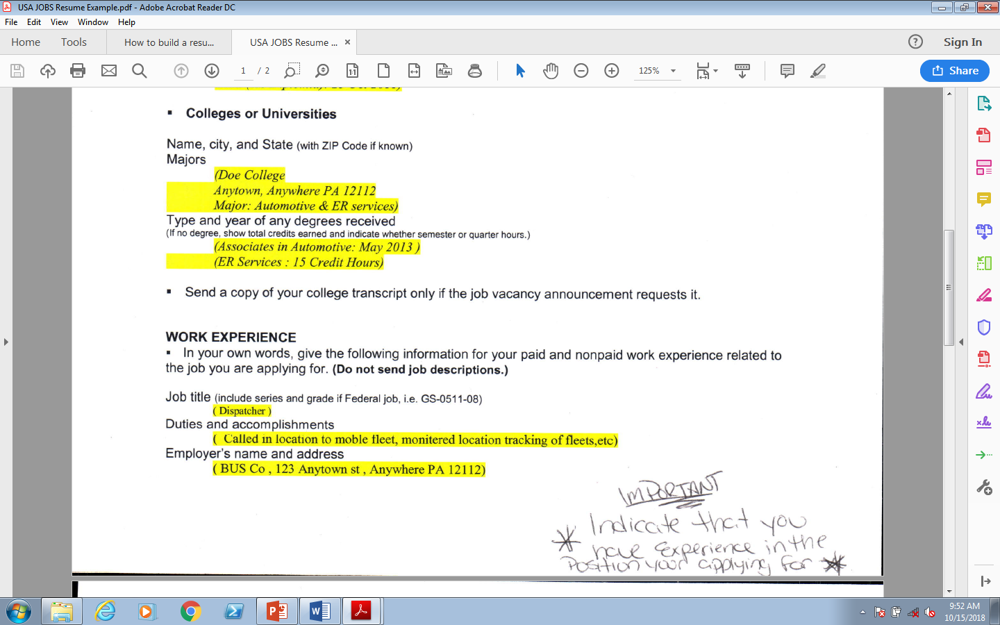 USA JOBS Resume Example.pdf - Adobe Acrobat Reader DC
File Edit View Window Help
Home Tools How to build a resu... USA JOBS Resume ... × Sign In
1 / 2 125% Share
▪ Colleges or Universities
Name, city, and State (with ZIP Code if known)
Majors
(Doe College
Anytown, Anywhere PA 12112
Major: Automotive & ER services)
Type and year of any degrees received
(If no degree, show total credits earned and indicate whether semester or quarter hours.)
(Associates in Automotive: May 2013 )
(ER Services : 15 Credit Hours)
▪ Send a copy of your college transcript only if the job vacancy announcement requests it.
WORK EXPERIENCE
▪ In your own words, give the following information for your paid and nonpaid work experience related to
the job you are applying for. (Do not send job descriptions.)
Job title (include series and grade if Federal job, i.e. GS-0511-08)
( Dispatcher )
Duties and accomplishments
( Called in location to moble fleet, monitered location tracking of fleets,etc)
Employer's name and address
( BUS Co , 123 Anytown st , Anywhere PA 12112)
ImPORTANT
Indicate that you
* have Experience in the
Position your applying for *
9:52 AM
10/15/2018